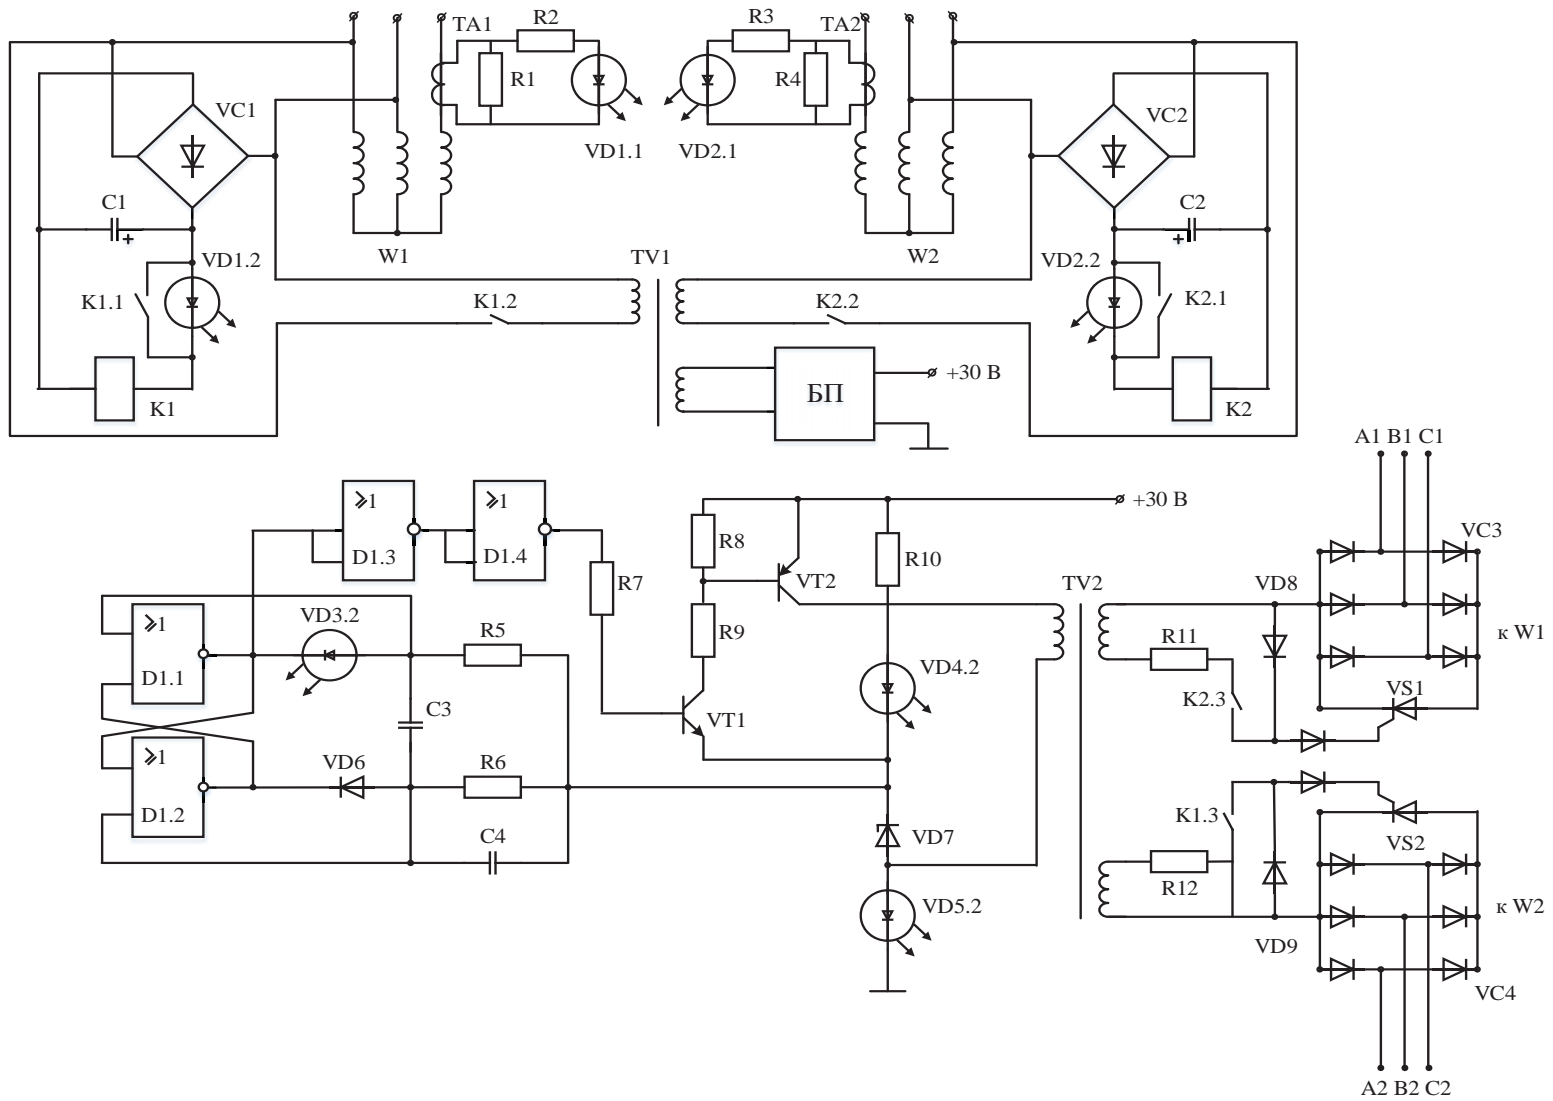 TA1
R2
R3
TA2
R1
R4
VC1
VC2
VD1.1
VD2.1
C1
C2
+
+
W1
W2
VD1.2
TV1
VD2.2
K1.1
K1.2
K2.2
K2.1
K1
БП
+30 В
K2
A1 B1 C1
⩾1
⩾1
+30 В
D1.3
D1.4
R8
R10
VC3
R7
VT2
TV2
VD8
⩾1
VD3.2
R5
R9
R11
к W1
D1.1
VD4.2
K2.3
VS1
C3
VT1
⩾1
VD6
R6
D1.2
K1.3
C4
VD7
VS2
R12
VD5.2
к W2
VD9
VC4
A2 B2 C2